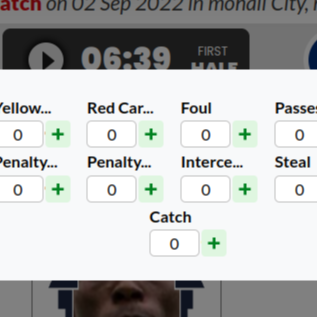 atch on 02 Sep 2022 in mohali City,
06:39 FIRST
HALF
Yellow... Red Car... Foul Passes
0 + 0 + 0 + 0
Penalty... Penalty... Interce... Steal
0 + 0 + 0 + 0
Catch
0 +